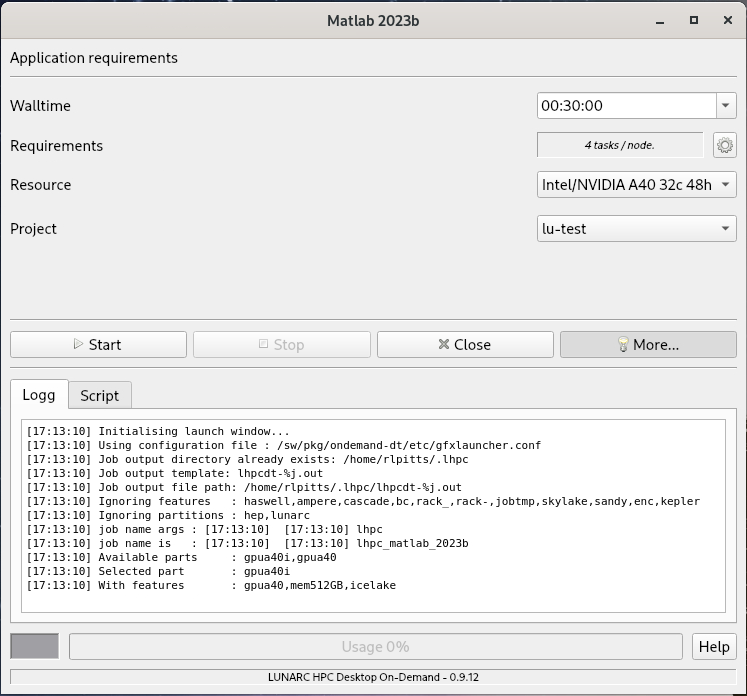 Matlab 2023b
Application requirements
Walltime 00:30:00
Requirements 4 tasks / node.
Resource Intel/NVIDIA A40 32c 48h
Project lu-test
Start Stop Close More...
Logg Script
[17:13:10] Initialising launch window...
[17:13:10] Using configuration file : /sw/pkg/ondemand-dt/etc/gfxlauncher.conf
[17:13:10] Job output directory already exists: /home/rlpitts/.lhpc
[17:13:10] Job output template: lhpcdt-%j.out
[17:13:10] Job output file path: /home/rlpitts/.lhpc/lhpcdt-%j.out
[17:13:10] Ignoring features   : haswell,ampere,cascade,bc,rack_,rack-,jobtmp,skylake,sandy,enc,kepler
[17:13:10] Ignoring partitions : hep,lunarc
[17:13:10] job name args : [17:13:10]  [17:13:10] lhpc
[17:13:10] job name is   : [17:13:10]  [17:13:10] lhpc_matlab_2023b
[17:13:10] Available parts     : gpua40i,gpua40
[17:13:10] Selected part       : gpua40i
[17:13:10] With features       : gpua40,mem512GB,icelake
Usage 0% Help
LUNARC HPC Desktop On-Demand - 0.9.12